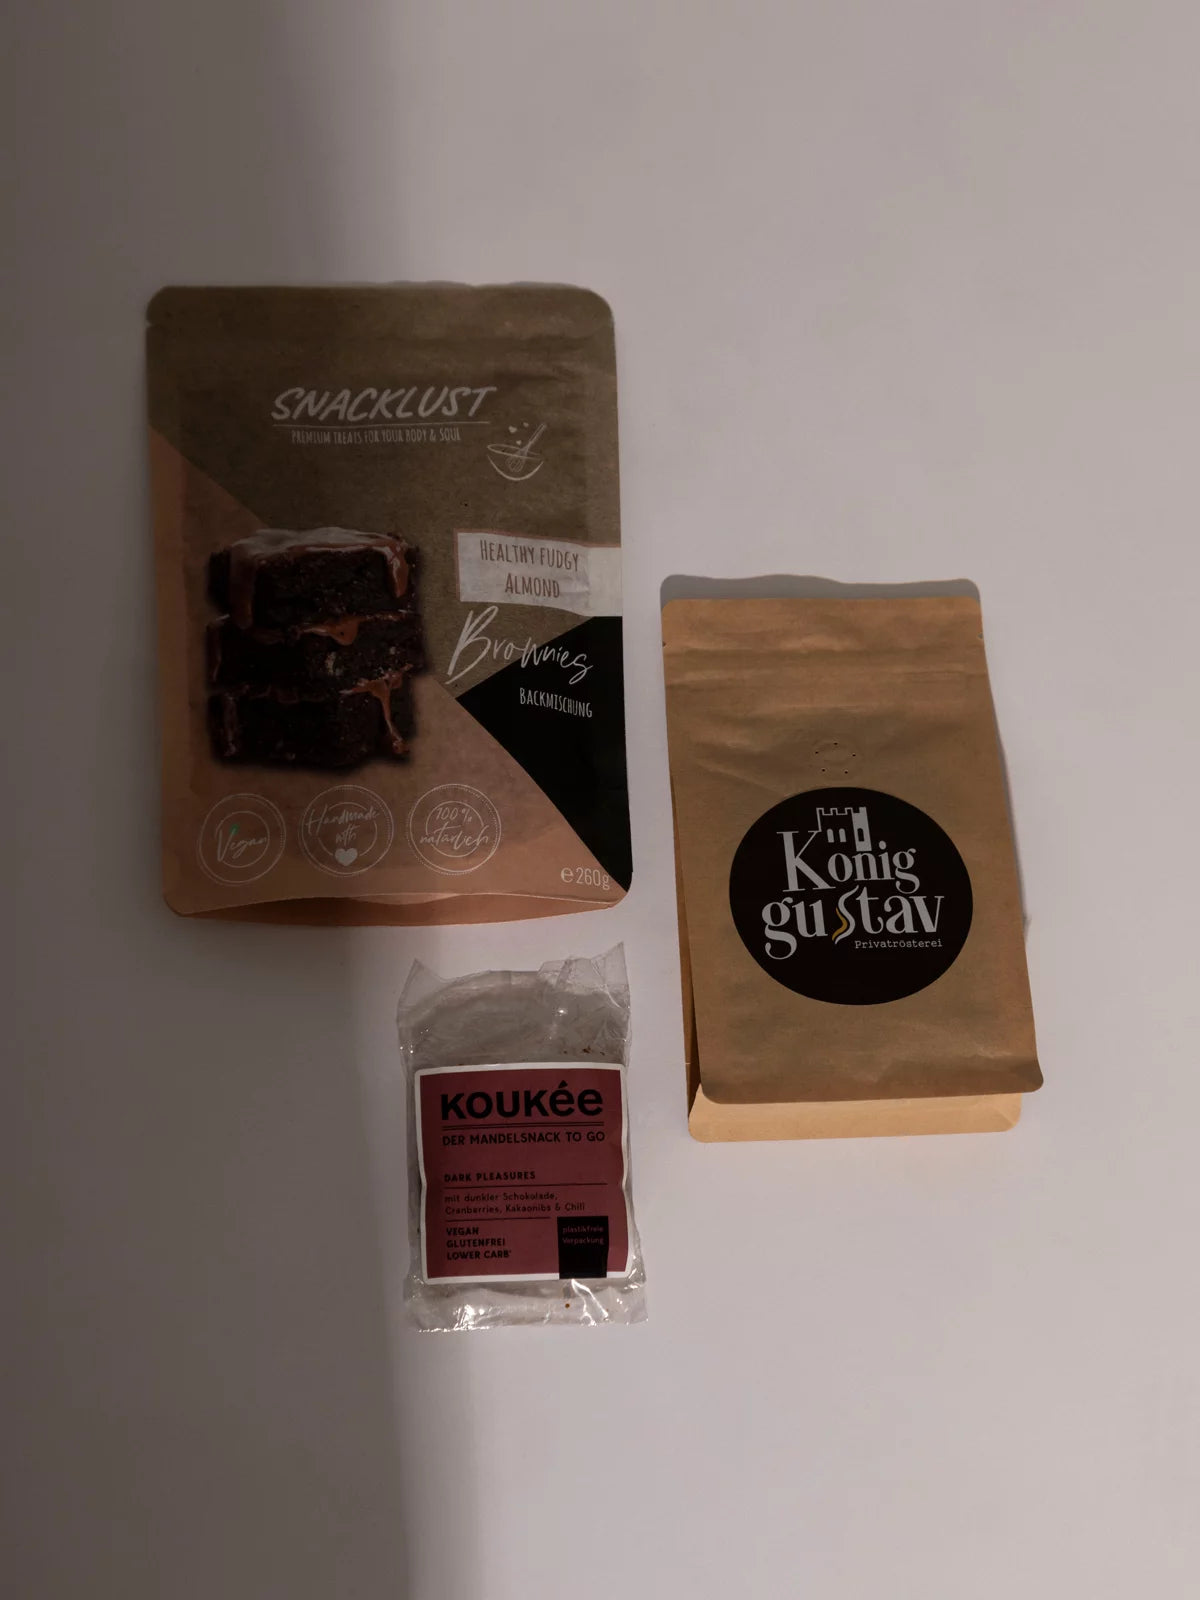 SNACKLUST
PREMIUM TREATS FOR YOUR BODY & SOUL
HEALTHY FUDGY
ALMOND
Brownies
BACKMISCHUNG
Vegan
Handmade
with
100%
natürlich
℮ 260g
König
gustav
Privatrösterei
KOUKée
DER MANDELSNACK TO GO
DARK PLEASURES
mit dunkler Schokolade,
Cranberries, Kakaonibs & Chili
VEGAN
GLUTENFREI
LOWER CARB*
plastikfreie
Verpackung